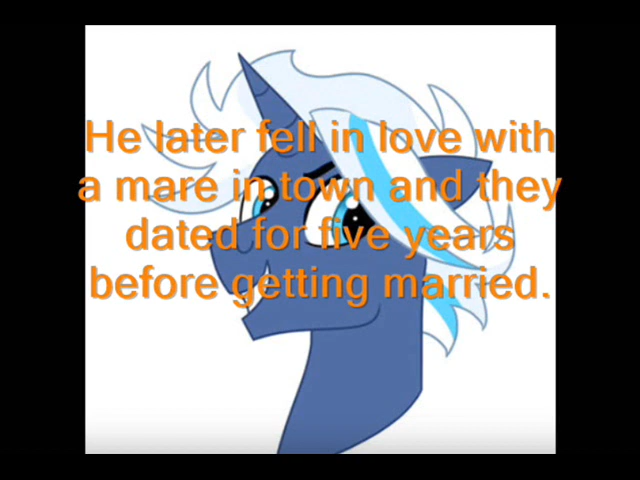 He later fell in love with
a mare in town and they
dated for five years
before getting married.